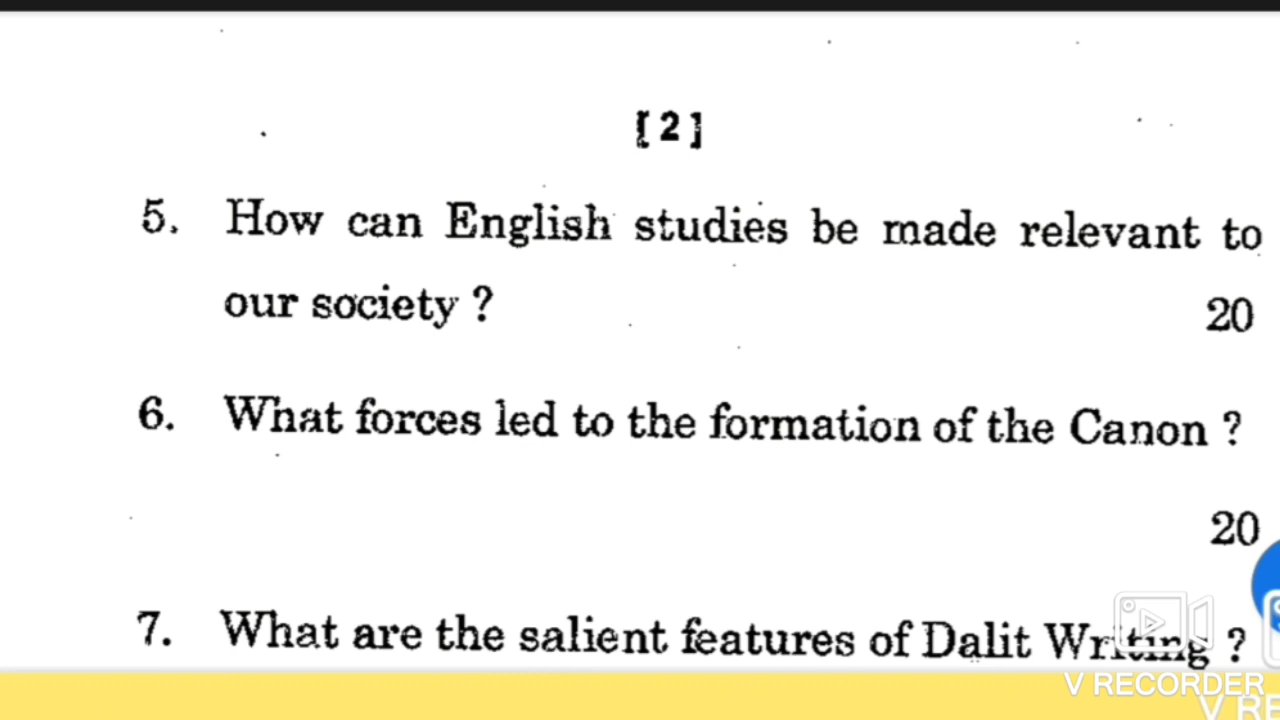 [ 2 ]
5. How can English studies be made relevant to
our society ?
20
6. What forces led to the formation of the Canon ?
20
7. What are the salient features of Dalit Writing ?
V RECORDER
V RE